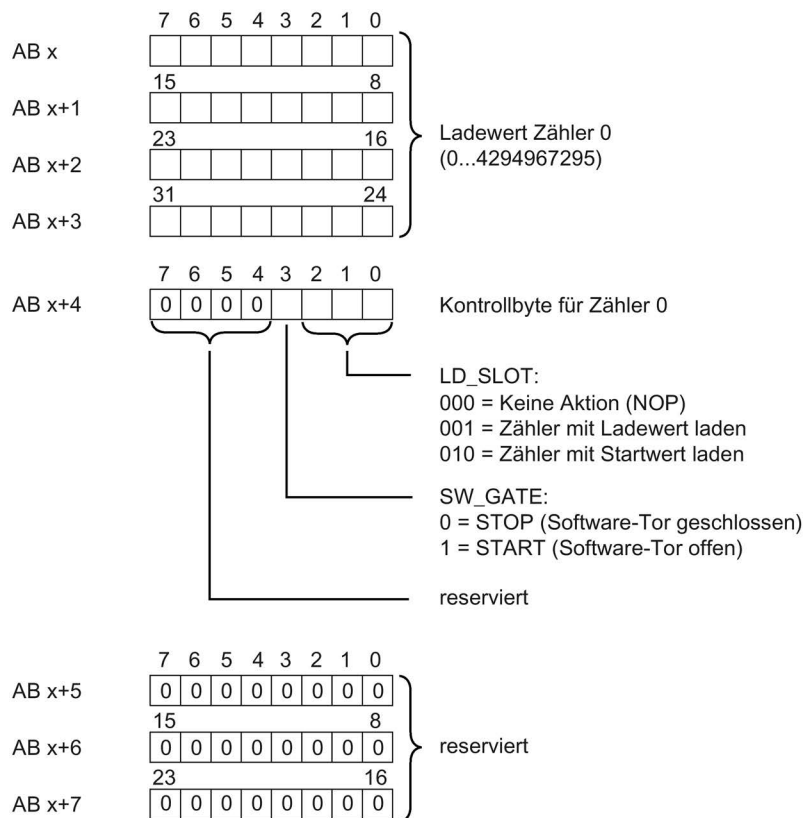 7 6 5 4 3 2 1 0
AB x
15 8
AB x+1
23 16
AB x+2
31 24
AB x+3
Ladewert Zähler 0
(0...4294967295)
7 6 5 4 3 2 1 0
AB x+4 0 0 0 0 Kontrollbyte für Zähler 0
LD_SLOT:
000 = Keine Aktion (NOP)
001 = Zähler mit Ladewert laden
010 = Zähler mit Startwert laden
SW_GATE:
0 = STOP (Software-Tor geschlossen)
1 = START (Software-Tor offen)
reserviert
7 6 5 4 3 2 1 0
AB x+5 0 0 0 0 0 0 0 0
15 8
AB x+6 0 0 0 0 0 0 0 0 reserviert
23 16
AB x+7 0 0 0 0 0 0 0 0